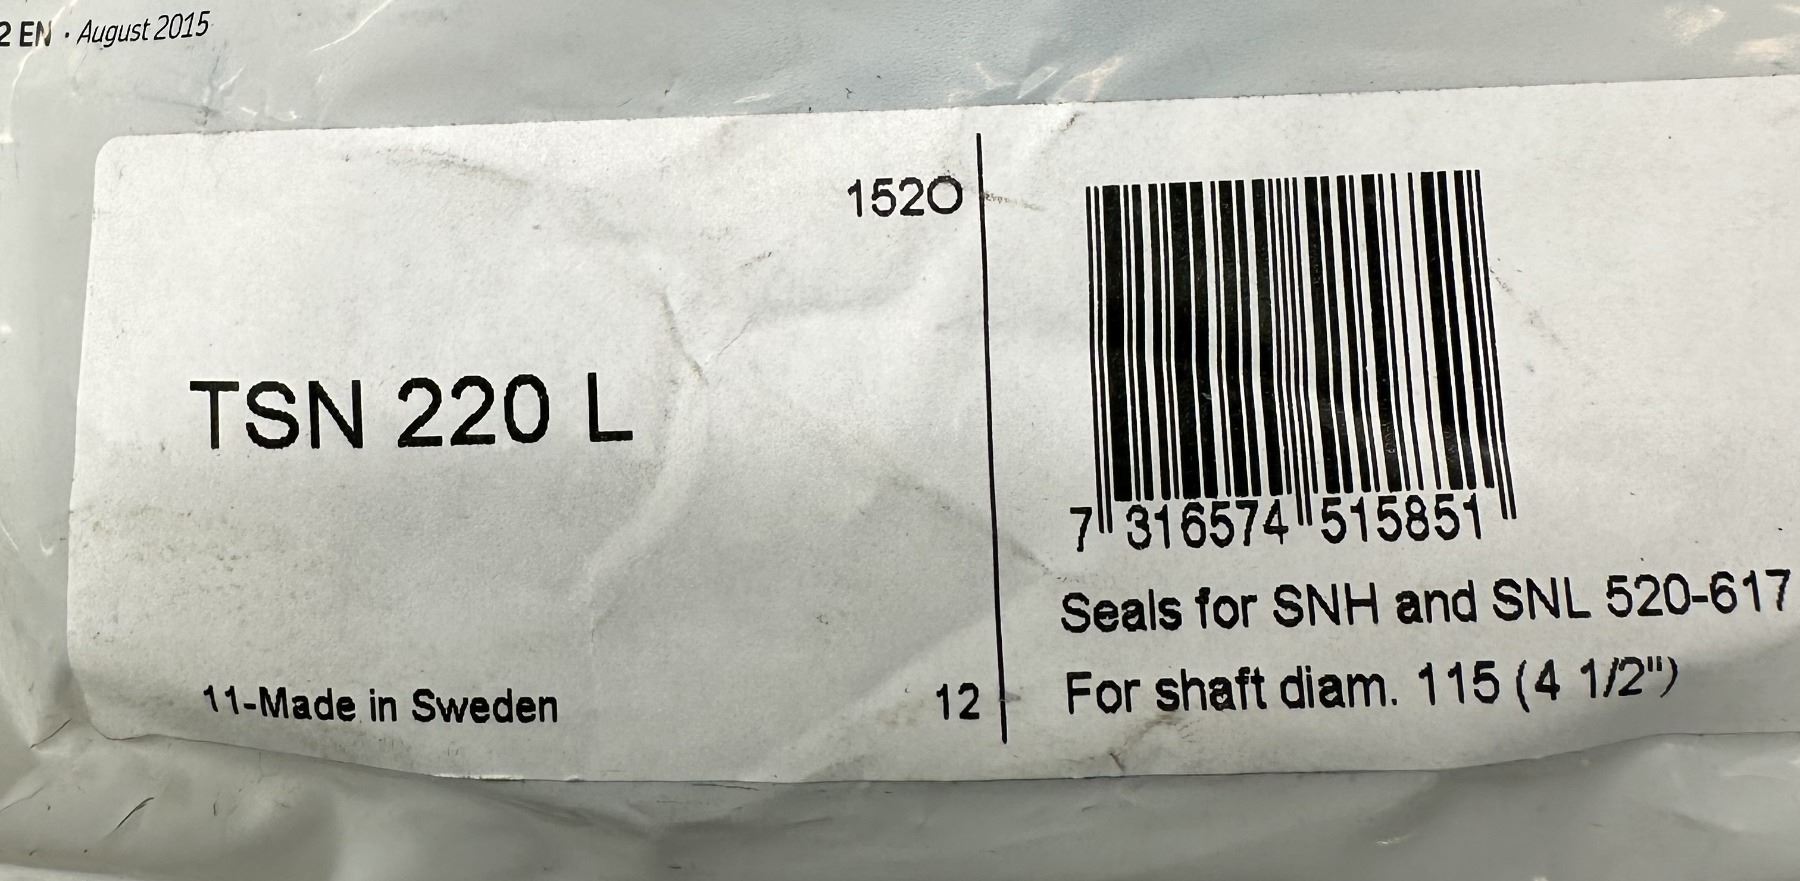 2 EN · August 2015
152O
TSN 220 L
11-Made in Sweden
12
7 316574 515851
Seals for SNH and SNL 520-617
For shaft diam. 115 (4 1/2")